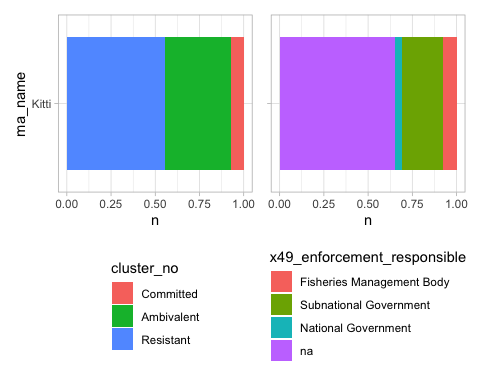 ma_name
Kitti
0.00 0.25 0.50 0.75 1.00
0.00 0.25 0.50 0.75 1.00
n
n
cluster_no
Committed
Ambivalent
Resistant
x49_enforcement_responsible
Fisheries Management Body
Subnational Government
National Government
na